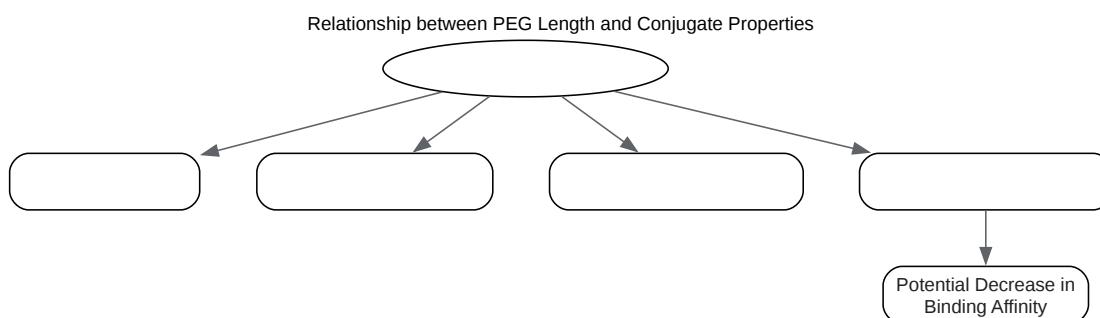 Relationship between PEG Length and Conjugate Properties
Potential Decrease in
Binding Affinity